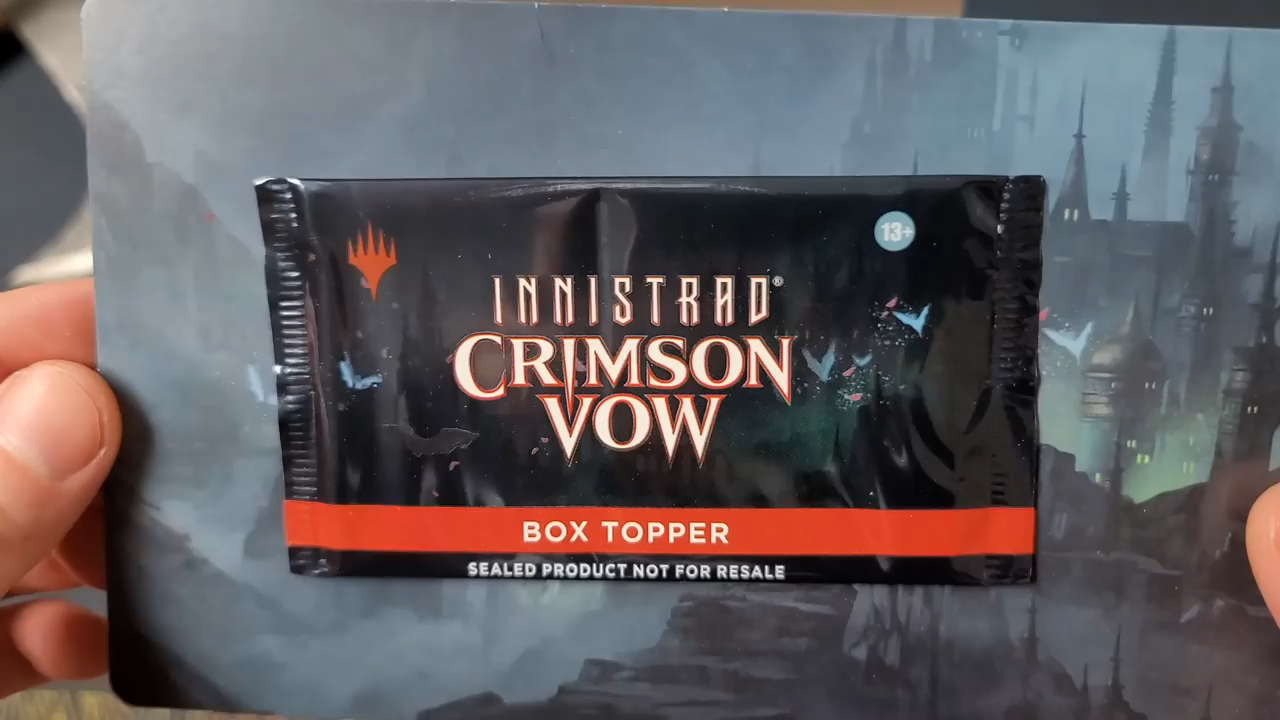 13+
INNISTRAD®
CRIMSON
VOW
BOX TOPPER
SEALED PRODUCT NOT FOR RESALE